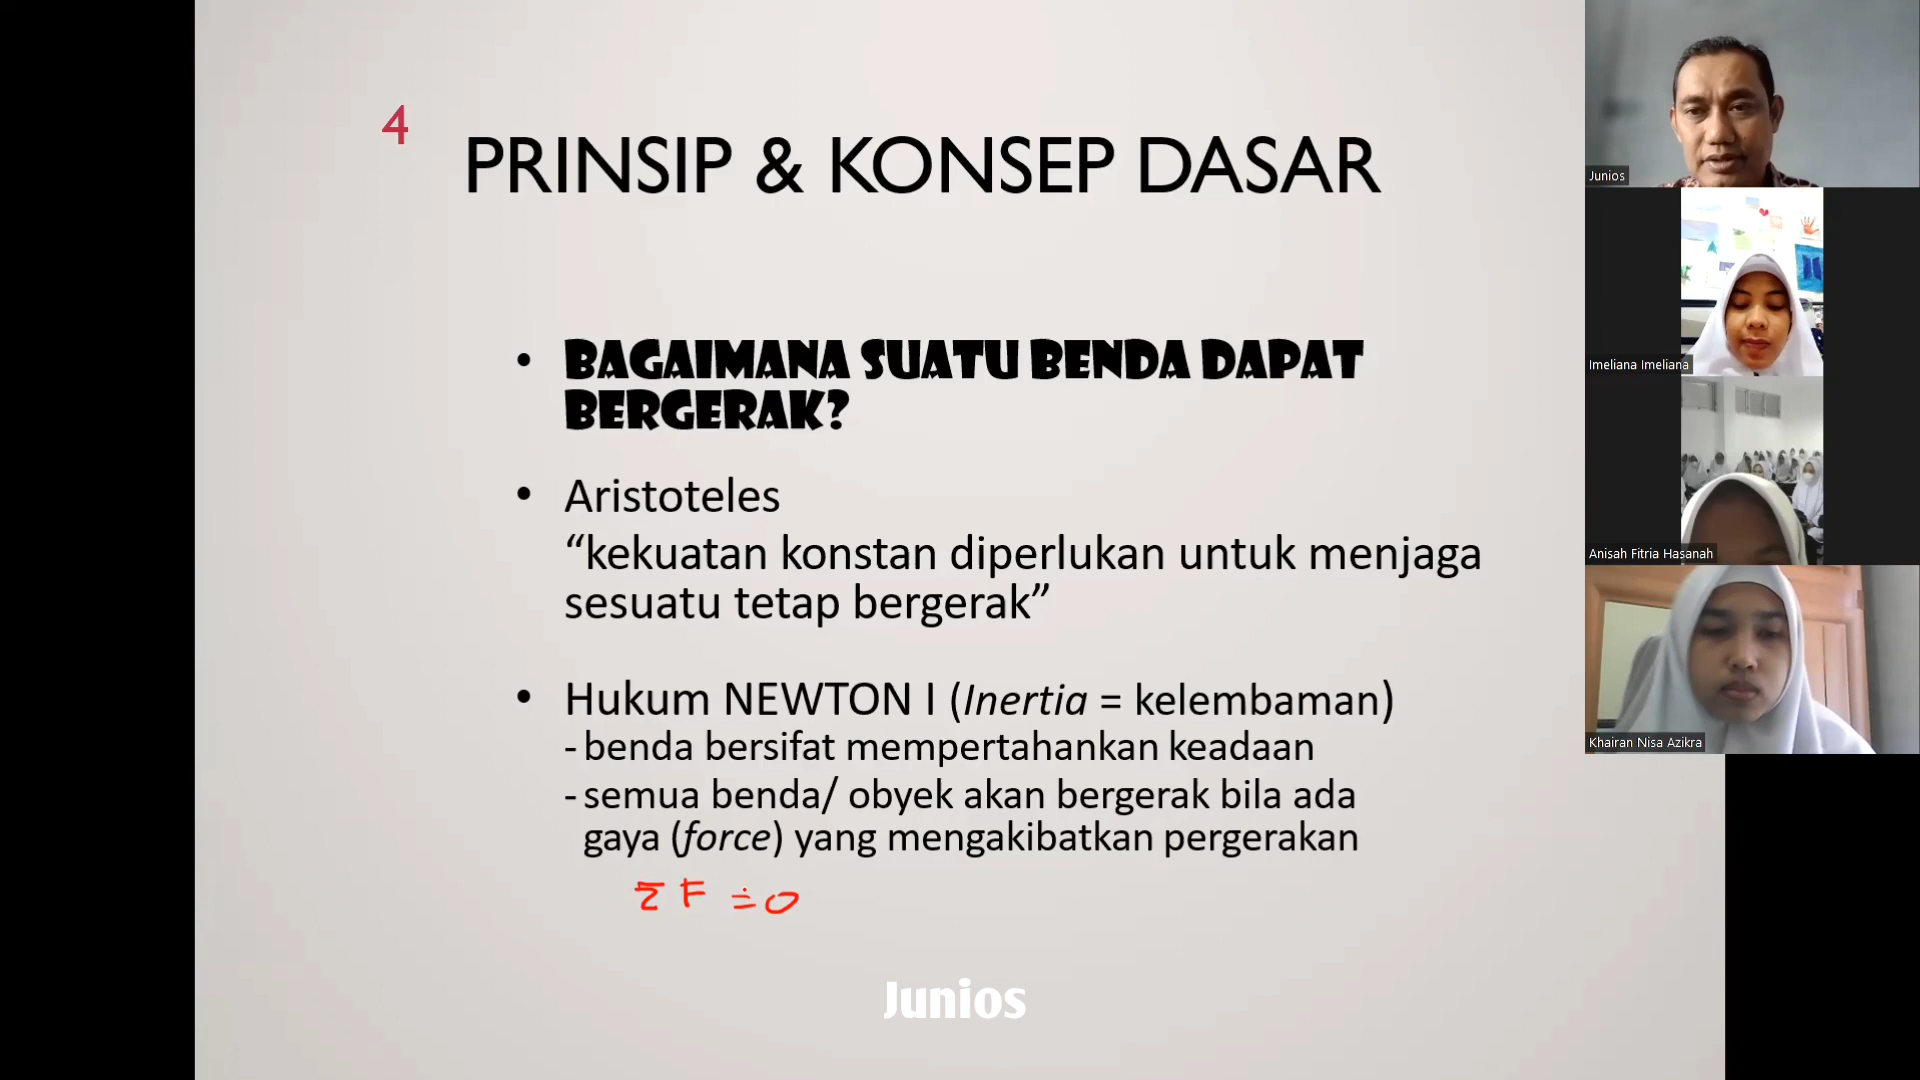 4
PRINSIP & KONSEP DASAR
• BAGAIMANA SUATU BENDA DAPAT
BERGERAK?
• Aristoteles
“kekuatan konstan diperlukan untuk menjaga
sesuatu tetap bergerak”
• Hukum NEWTON I (Inertia = kelembaman)
- benda bersifat mempertahankan keadaan
- semua benda/ obyek akan bergerak bila ada
gaya (force) yang mengakibatkan pergerakan
Σ F = 0
Junios
Junios
Imeliana Imeliana
Anisah Fitria Hasanah
Khairan Nisa Azikra